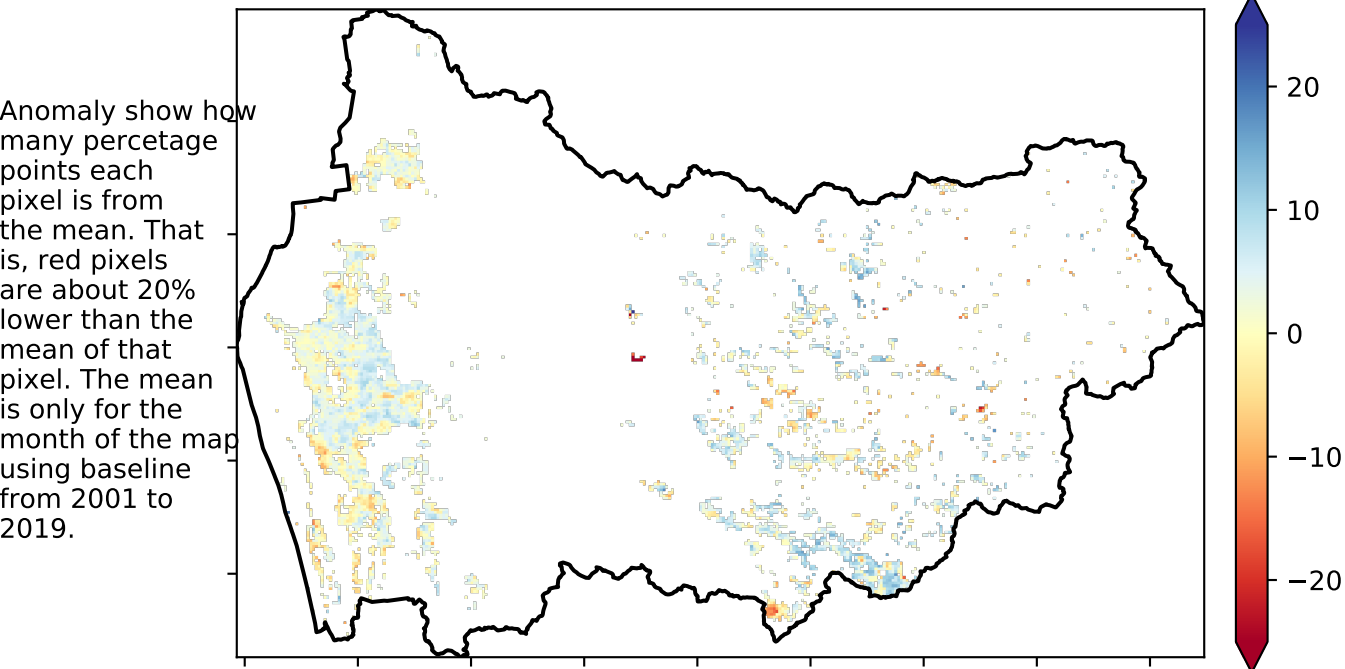 Anomaly show how
many percetage
points each
pixel is from
the mean. That
is, red pixels
are about 20%
lower than the
mean of that
pixel. The mean
is only for the
month of the map
using baseline
from 2001 to
2019.
20
10
0
−10
−20